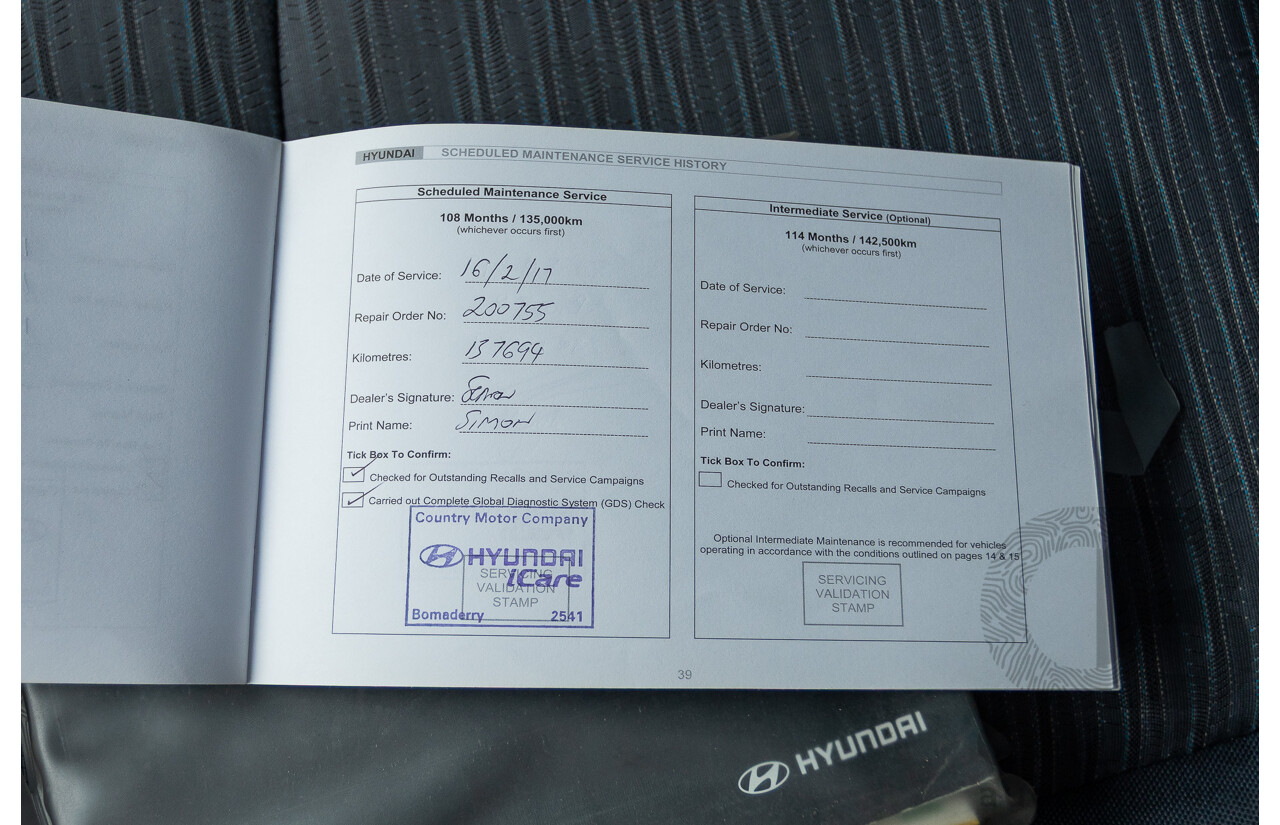 HYUNDAI SCHEDULED MAINTENANCE SERVICE HISTORY
Scheduled Maintenance Service
108 Months / 135,000km
(whichever occurs first)
Date of Service: 16/2/17
Repair Order No: 200755
Kilometres: 137694
Dealer's Signature: Simon
Print Name: SIMON
Tick Box To Confirm:
Checked for Outstanding Recalls and Service Campaigns
Carried out Complete Global Diagnostic System (GDS) Check
Country Motor Company
HYUNDAI
iCare
SERVICING
VALIDATION
STAMP
Bomaderry 2541
Intermediate Service (Optional)
114 Months / 142,500km
(whichever occurs first)
Date of Service:
Repair Order No:
Kilometres:
Dealer's Signature:
Print Name:
Tick Box To Confirm:
Checked for Outstanding Recalls and Service Campaigns
Optional Intermediate Maintenance is recommended for vehicles
operating in accordance with the conditions outlined on pages 14 & 15
SERVICING
VALIDATION
STAMP
39
HYUNDAI